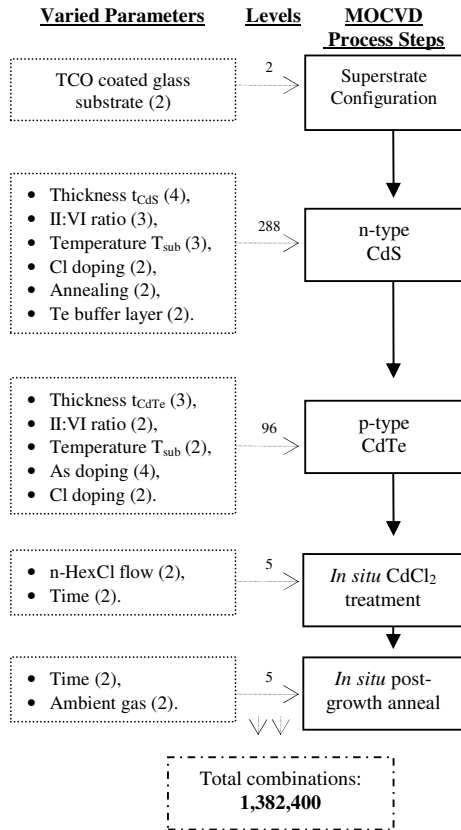 Varied Parameters Levels MOCVD
Process Steps
TCO coated glass
substrate (2)
2
Superstrate
Configuration
• Thickness t_CdS (4),
• II:VI ratio (3),
• Temperature T_sub (3),
• Cl doping (2),
• Annealing (2),
• Te buffer layer (2).
288
n-type
CdS
• Thickness t_CdTe (3),
• II:VI ratio (2),
• Temperature T_sub (2),
• As doping (4),
• Cl doping (2).
96
p-type
CdTe
• n-HexCl flow (2),
• Time (2).
5
In situ CdCl₂
treatment
• Time (2),
• Ambient gas (2).
5
In situ post-
growth anneal
Total combinations:
1,382,400